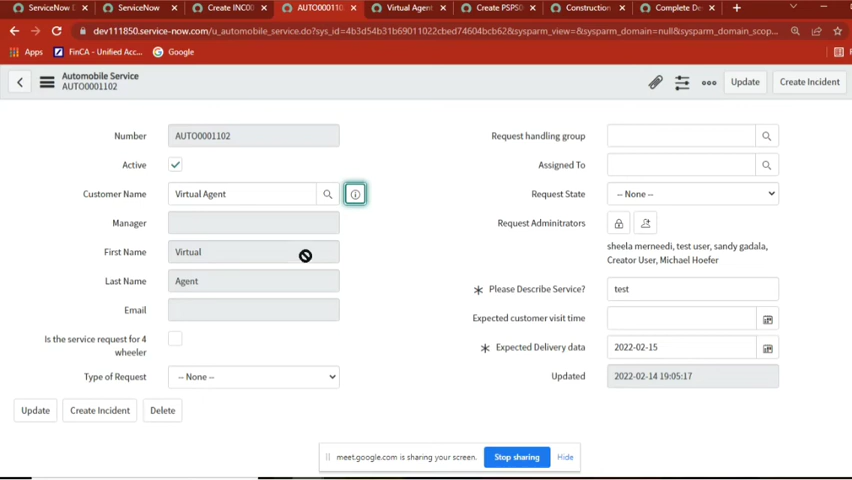 ServiceNow D
ServiceNow
Create INC00
AUTO000110
Virtual Agent
Create PSP50
Construction
Complete De
dev111850.service-now.com/u_automobile_service.do?sys_id=4b3d54b31b69011022cbed74604bcb62&sysparm_view=&sysparm_domain=null&sysparm_domain_scop...
Apps
FinCA - Unified Acc...
Google
Automobile Service
AUTO0001102
Update
Create Incident
Number
AUTO0001102
Request handling group
Active
Assigned To
Customer Name
Virtual Agent
Request State
-- None --
Manager
Request Adminitrators
First Name
Virtual
sheela merneedi, test user, sandy gadala,
Creator User, Michael Hoefer
Last Name
Agent
Please Describe Service?
test
Email
Expected customer visit time
Is the service request for 4
wheeler
Expected Delivery data
2022-02-15
Type of Request
-- None --
Updated
2022-02-14 19:05:17
Update
Create Incident
Delete
meet.google.com is sharing your screen.
Stop sharing
Hide